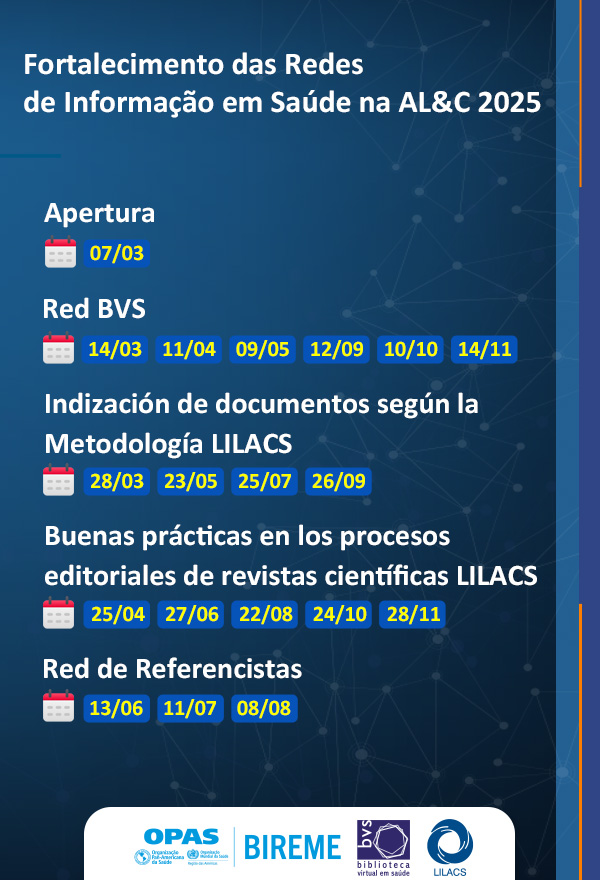 Fortalecimento das Redes
de Informação em Saúde na AL&C 2025
Apertura
07/03
Red BVS
14/03 11/04 09/05 12/09 10/10 14/11
Indización de documentos según la
Metodología LILACS
28/03 23/05 25/07 26/09
Buenas prácticas en los procesos
editoriales de revistas científicas LILACS
25/04 27/06 22/08 24/10 28/11
Red de Referencistas
13/06 11/07 08/08
OPAS
Organização
Pan-Americana
da Saúde
Organização
Mundial da Saúde
Região das Américas
BIREME
bvs
biblioteca
virtual em saúde
LILACS